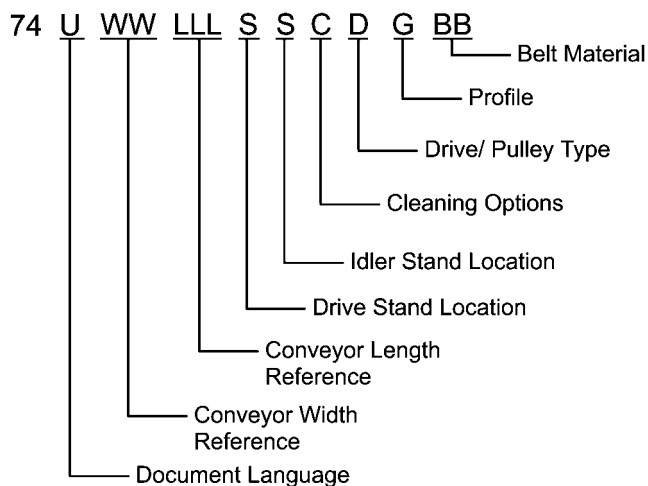 74 U WW LLL S S C D G BB
Belt Material
Profile
Drive/ Pulley Type
Cleaning Options
Idler Stand Location
Drive Stand Location
Conveyor Length
Reference
Conveyor Width
Reference
Document Language